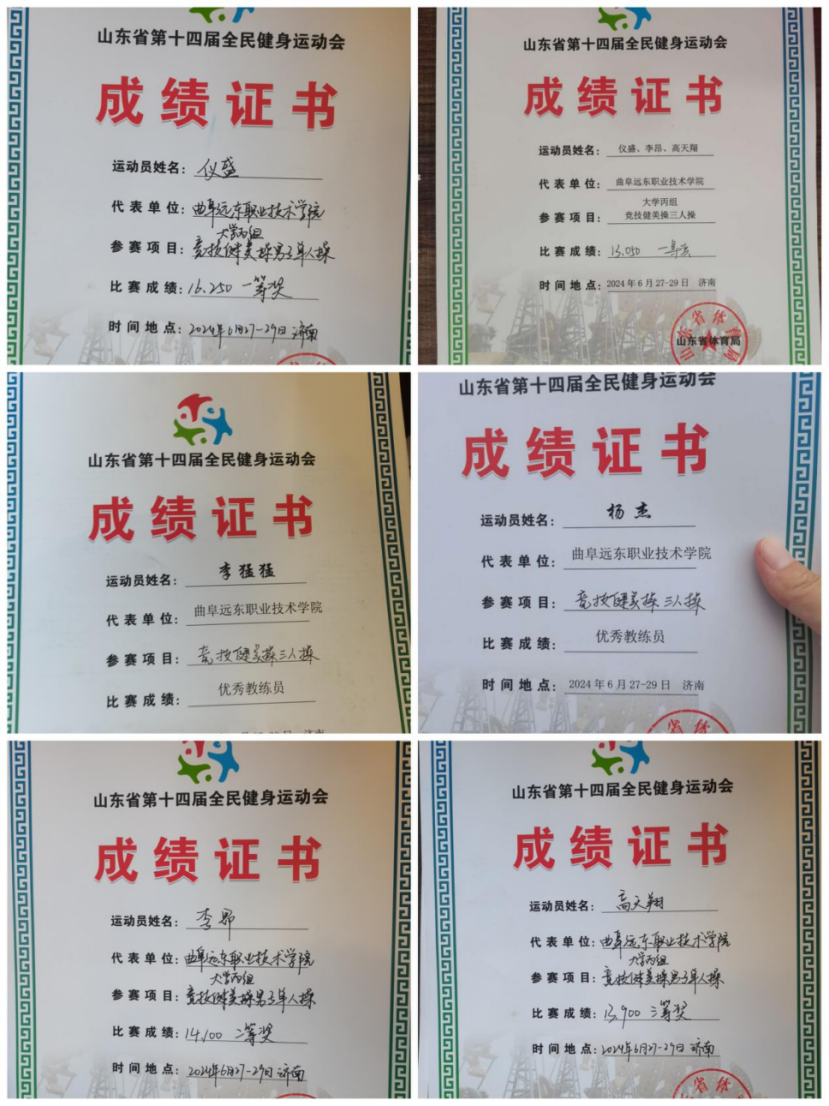 山东省第十四届全民健身运动会
成绩证书
运动员姓名：仪盛
代表单位：曲阜远东职业技术学院
大学丙组
参赛项目：竞技健美操男子单人操
比赛成绩：16.250 一等奖
时间地点：2024年6月27-29日 济南
山东省第十四届全民健身运动会
成绩证书
运动员姓名：仪盛、李昂、高天翔
代表单位：曲阜远东职业技术学院
大学丙组
参赛项目：竞技健美操三人操
比赛成绩：15.050 一等奖
时间地点：2024年6月27-29日 济南
山东省体育局
山东省第十四届全民健身运动会
成绩证书
运动员姓名：李猛猛
代表单位：曲阜远东职业技术学院
参赛项目：竞技健美操三人操
比赛成绩：优秀教练员
山东省第十四届全民健身运动会
成绩证书
运动员姓名：杨杰
代表单位：曲阜远东职业技术学院
参赛项目：竞技健美操三人操
比赛成绩：优秀教练员
时间地点：2024年6月27-29日 济南
省体
山东省第十四届全民健身运动会
成绩证书
运动员姓名：李昂
代表单位：曲阜远东职业技术学院
大学丙组
参赛项目：竞技健美操男子单人操
比赛成绩：14.100 二等奖
时间地点：2024年6月27-29日 济南
山东省第十四届全民健身运动会
成绩证书
运动员姓名：高天翔
代表单位：曲阜远东职业技术学院
大学丙组
参赛项目：竞技健美操男子单人操
比赛成绩：13.900 三等奖
时间地点：2024年6月27-29日 济南
省体